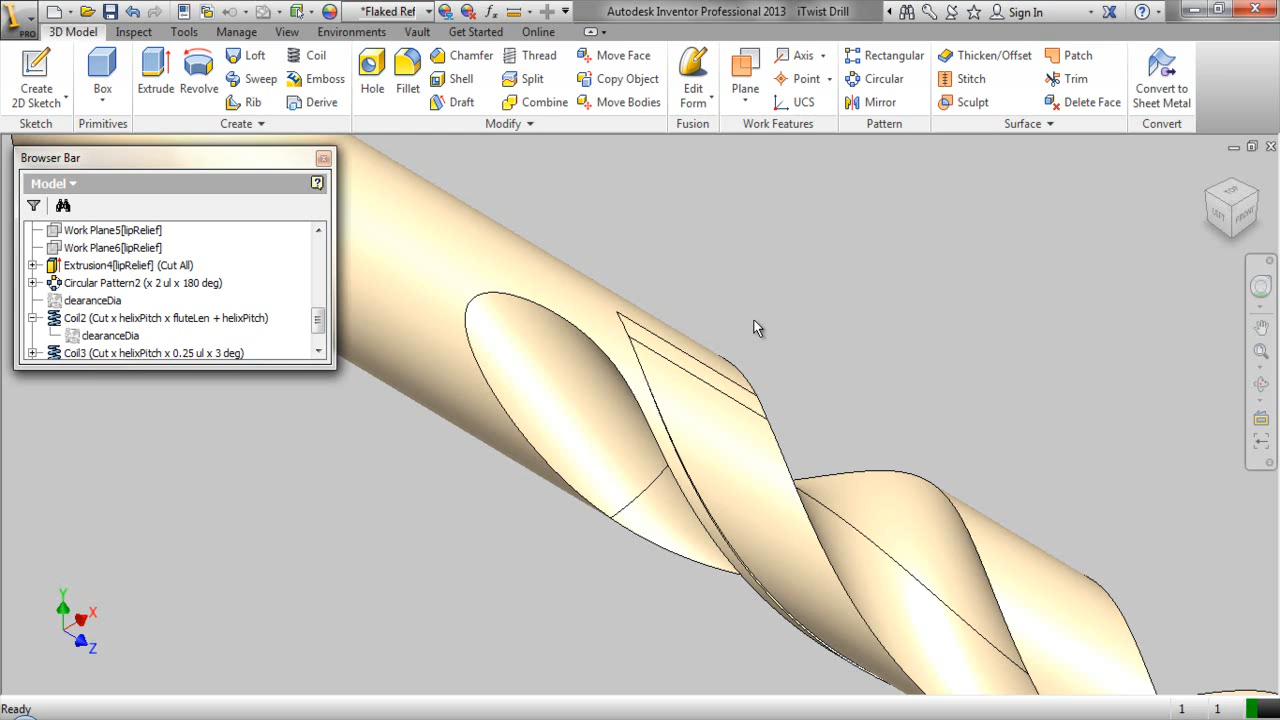 *Flaked Ref
Autodesk Inventor Professional 2013 iTwist Drill
Sign In
PRO
3D Model Inspect Tools Manage View Environments Vault Get Started Online
Loft Coil Chamfer Thread Move Face Axis Rectangular Thicken/Offset Patch
Create 2D Sketch Box Extrude Revolve Sweep Emboss Hole Fillet Shell Split Copy Object Edit Form Plane Point Circular Stitch Trim Convert to Sheet Metal
Rib Derive Draft Combine Move Bodies UCS Mirror Sculpt Delete Face
Sketch Primitives Create Modify Fusion Work Features Pattern Surface Convert
Browser Bar
Model
Work Plane5[lipRelief]
Work Plane6[lipRelief]
Extrusion4[lipRelief] (Cut All)
Circular Pattern2 (x 2 ul x 180 deg)
clearanceDia
Coil2 (Cut x helixPitch x fluteLen + helixPitch)
clearanceDia
Coil3 (Cut x helixPitch x 0.25 ul x 3 deg)
TOP
LEFT FRONT
Y
X
Z
Ready 1 1